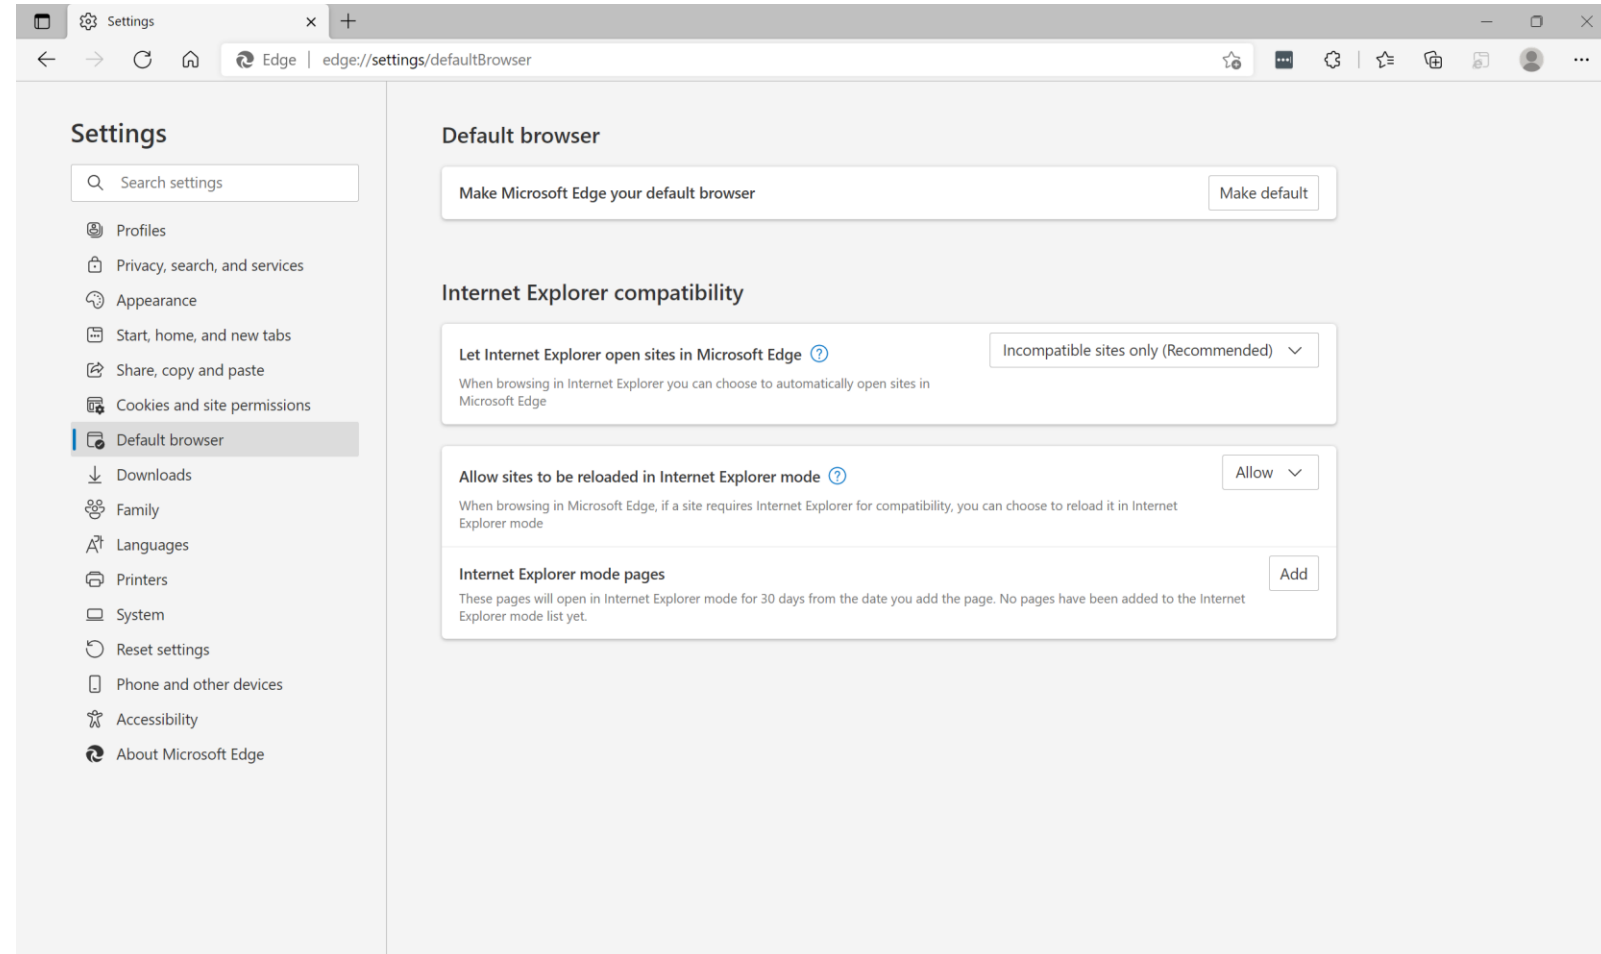 Settings
Edge | edge://settings/defaultBrowser
Settings
Search settings
Profiles
Privacy, search, and services
Appearance
Start, home, and new tabs
Share, copy and paste
Cookies and site permissions
Default browser
Downloads
Family
Languages
Printers
System
Reset settings
Phone and other devices
Accessibility
About Microsoft Edge
Default browser
Make Microsoft Edge your default browser
Make default
Internet Explorer compatibility
Let Internet Explorer open sites in Microsoft Edge
Incompatible sites only (Recommended)
When browsing in Internet Explorer you can choose to automatically open sites in
Microsoft Edge
Allow sites to be reloaded in Internet Explorer mode
Allow
When browsing in Microsoft Edge, if a site requires Internet Explorer for compatibility, you can choose to reload it in Internet
Explorer mode
Internet Explorer mode pages
Add
These pages will open in Internet Explorer mode for 30 days from the date you add the page. No pages have been added to the Internet
Explorer mode list yet.